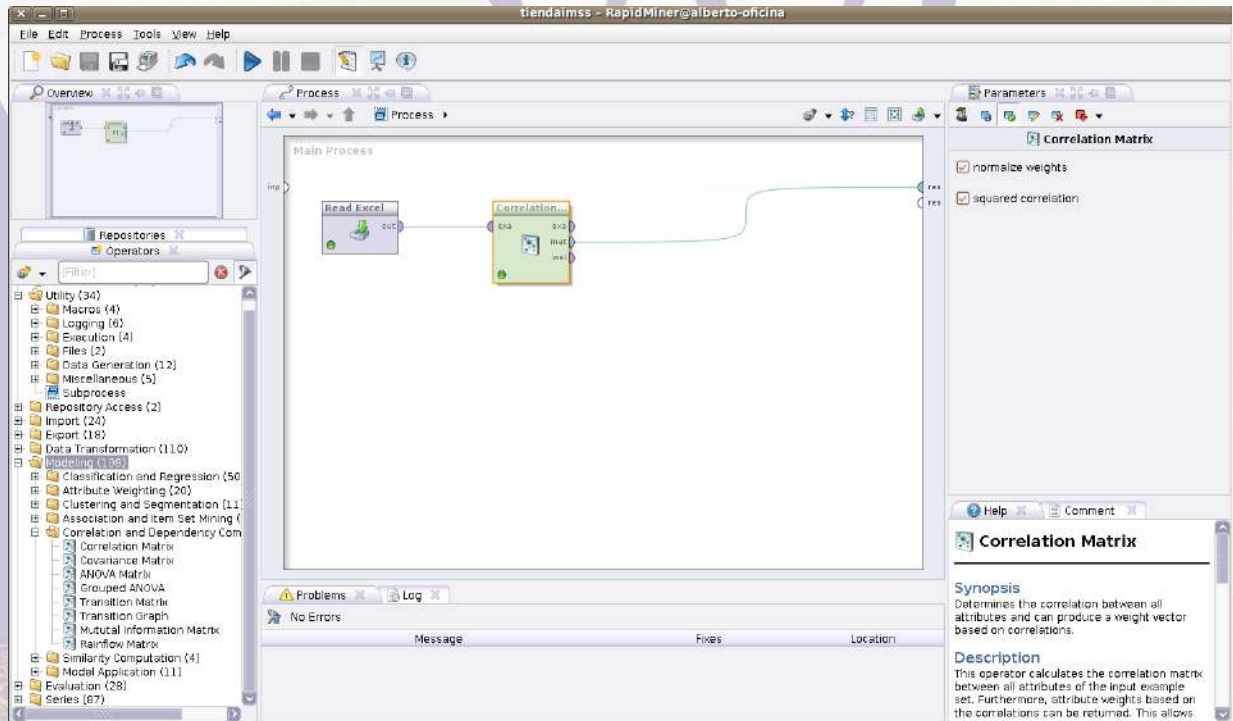 tiendaimss - RapidMiner@alberto-oficina
File Edit Process Tools View Help
Overview
Process
Parameters
Process
Correlation Matrix
Main Process
normalize weights
inp
res
res
squared correlation
Read Excel
out
Correlation...
exa
exa
mat
wei
Repositories
Operators
[Filter]
Utility (34)
Macros (4)
Logging (6)
Execution (4)
Files (2)
Data Generation (12)
Miscellaneous (5)
Subprocess
Repository Access (2)
Import (24)
Export (18)
Data Transformation (110)
Modeling (109)
Classification and Regression (50
Attribute Weighting (20)
Clustering and Segmentation (11)
Association and Item Set Mining (
Correlation and Dependency Com
Correlation Matrix
Covariance Matrix
ANOVA Matrix
Grouped ANOVA
Transition Matrix
Transition Graph
Mututal Information Matrix
Rainflow Matrix
Similarity Computation (4)
Model Application (11)
Evaluation (28)
Series (87)
Problems
Log
No Errors
Message Fixes Location
Help
Comment
Correlation Matrix
Synopsis
Determines the correlation between all
attributes and can produce a weight vector
based on correlations.
Description
This operator calculates the correlation matrix
between all attributes of the input example
set. Furthermore, attribute weights based on
the correlations can be returned. This allows